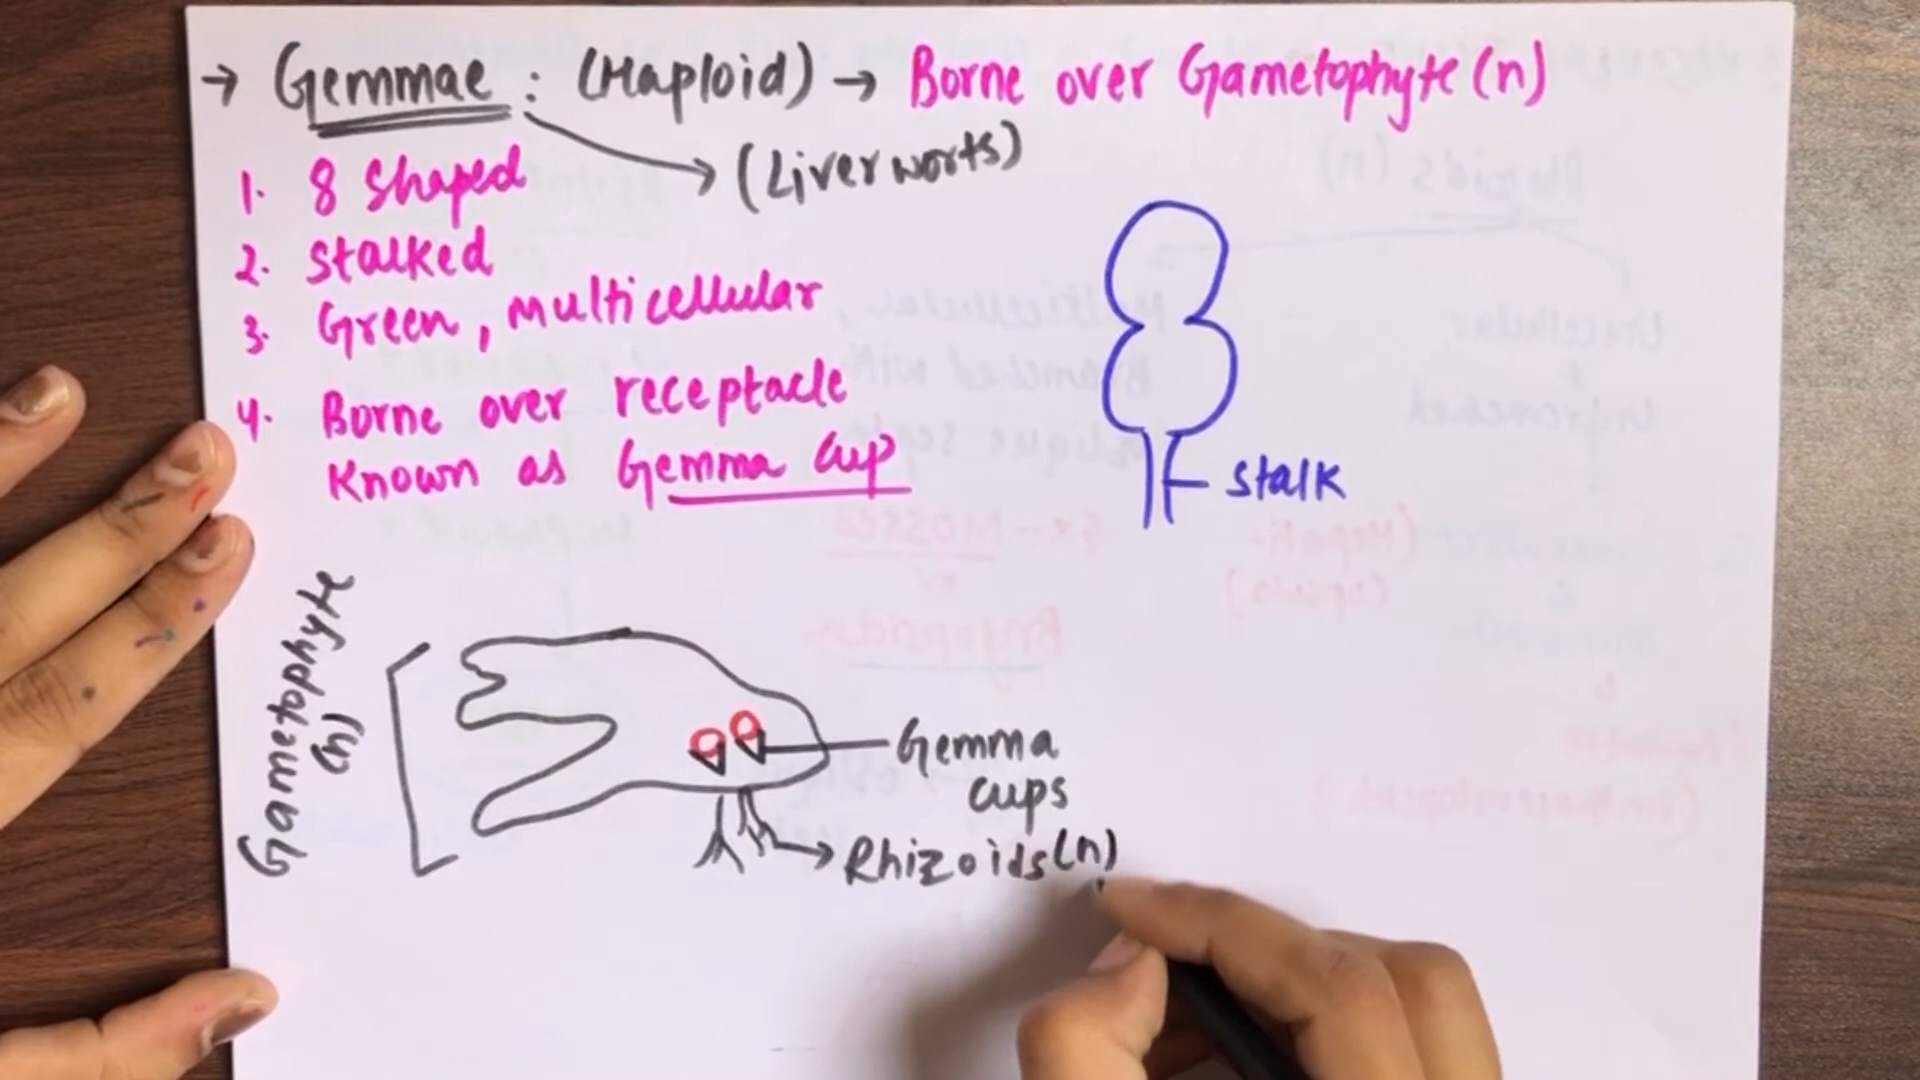 → Gemmae : (Haploid) → Borne over Gametophyte (n)
(Liverworts)
1. 8 Shaped
2. Stalked
3. Green, multicellular
4. Borne over receptacle
Known as Gemma Cup
Stalk
Gametophyte
(n)
Gemma
cups
Rhizoids (n)